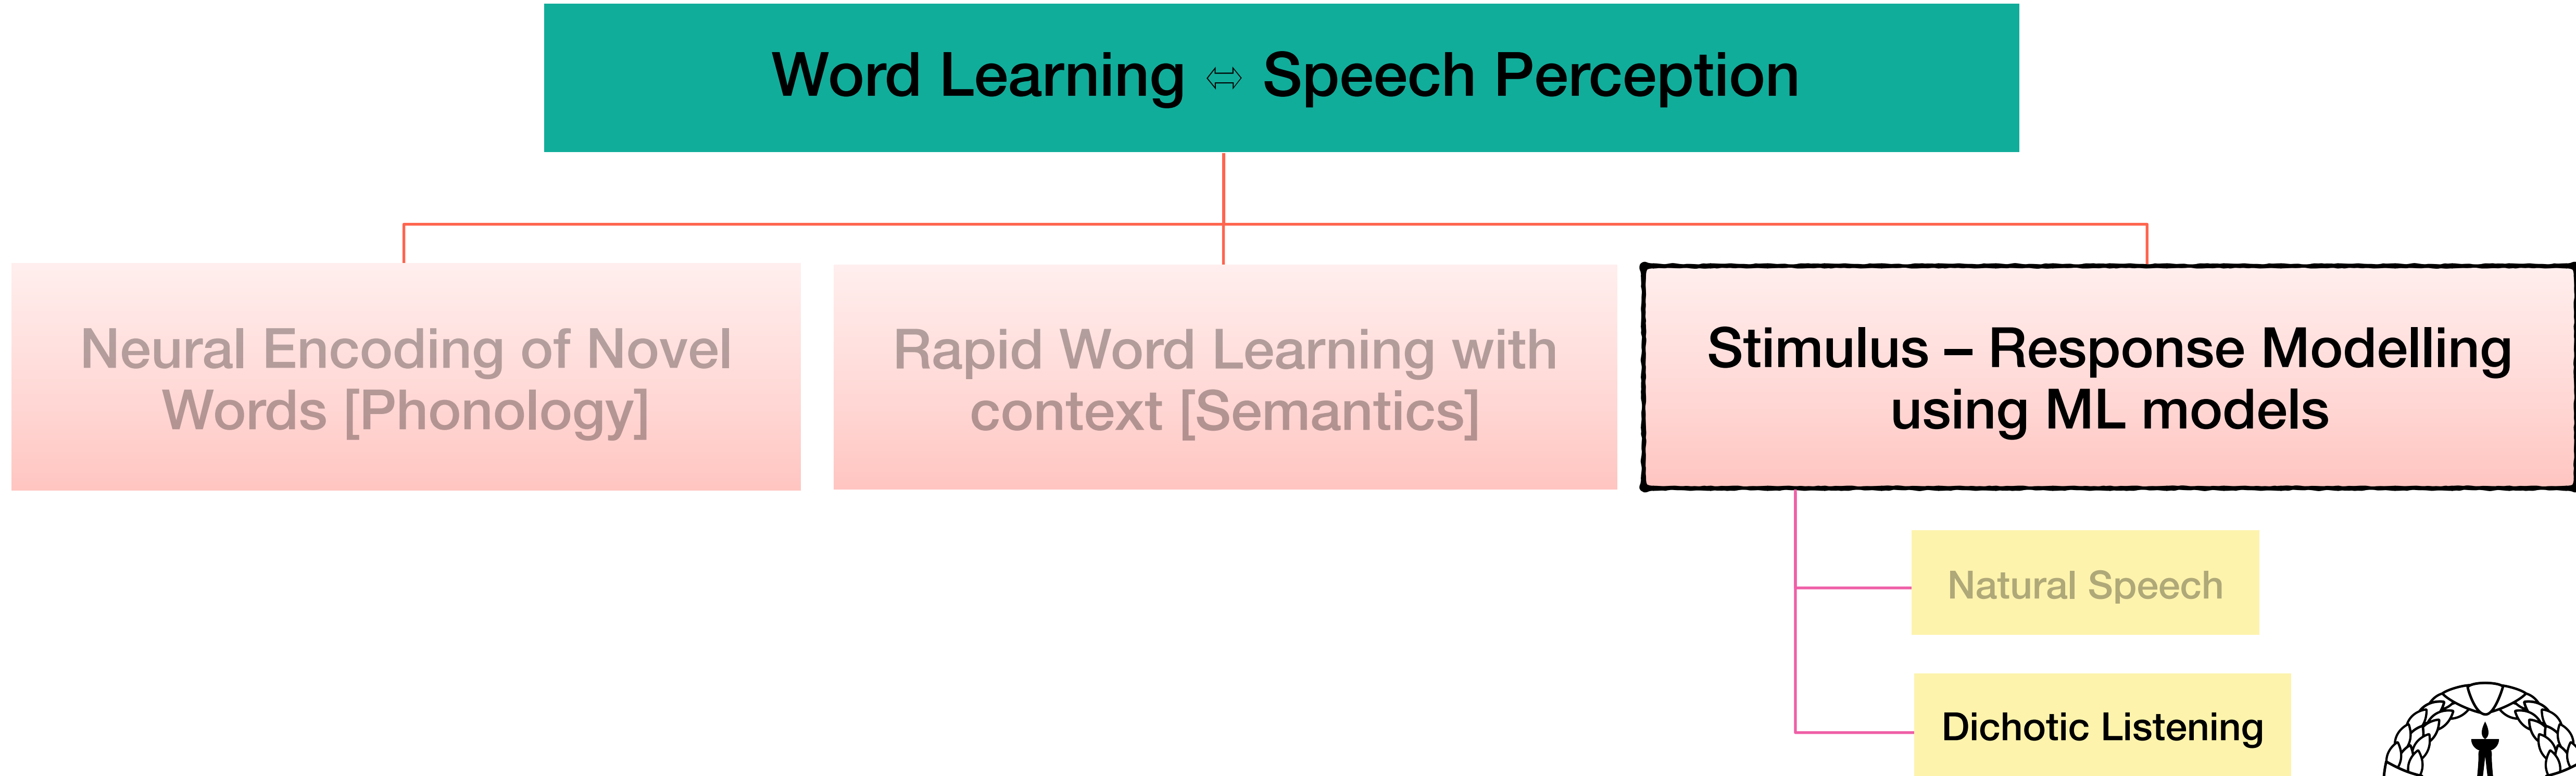 Word Learning ⇔ Speech Perception
Neural Encoding of Novel
Words [Phonology]
Rapid Word Learning with
context [Semantics]
Stimulus – Response Modelling
using ML models
Natural Speech
Dichotic Listening